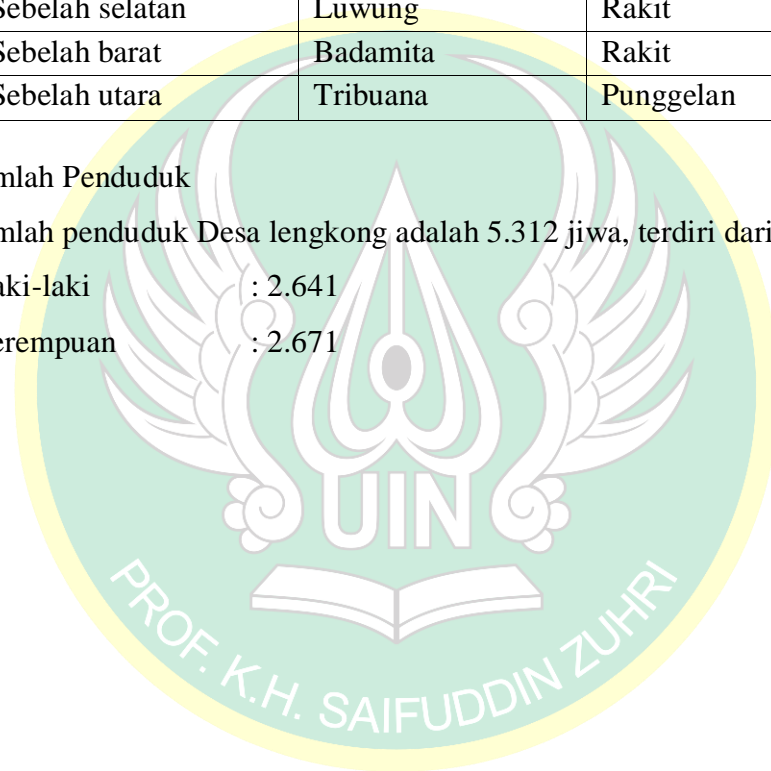 Sebelah selatan Luwung Rakit
Sebelah barat Badamita Rakit
Sebelah utara Tribuana Punggelan
mlah Penduduk
mlah penduduk Desa lengkong adalah 5.312 jiwa, terdiri dari
aki-laki : 2.641
erempuan : 2.671
UIN
PROF. K.H. SAIFUDDIN ZUHRI